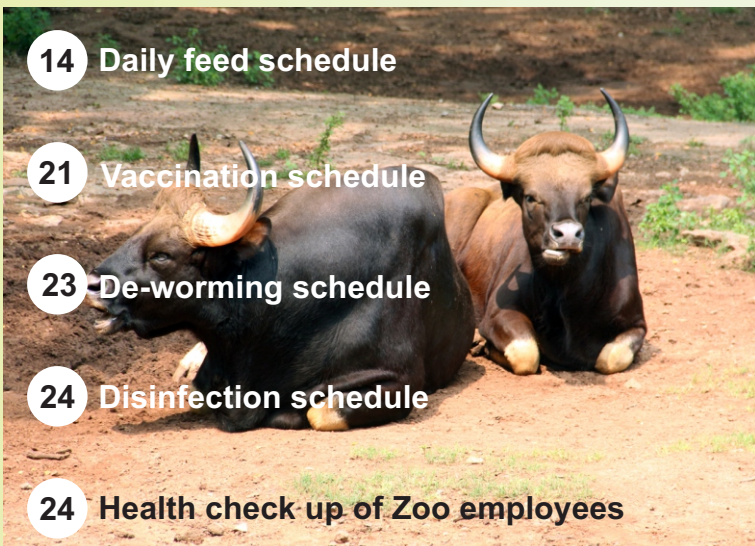 14 Daily feed schedule
21 Vaccination schedule
23 De-worming schedule
24 Disinfection schedule
24 Health check up of Zoo employees